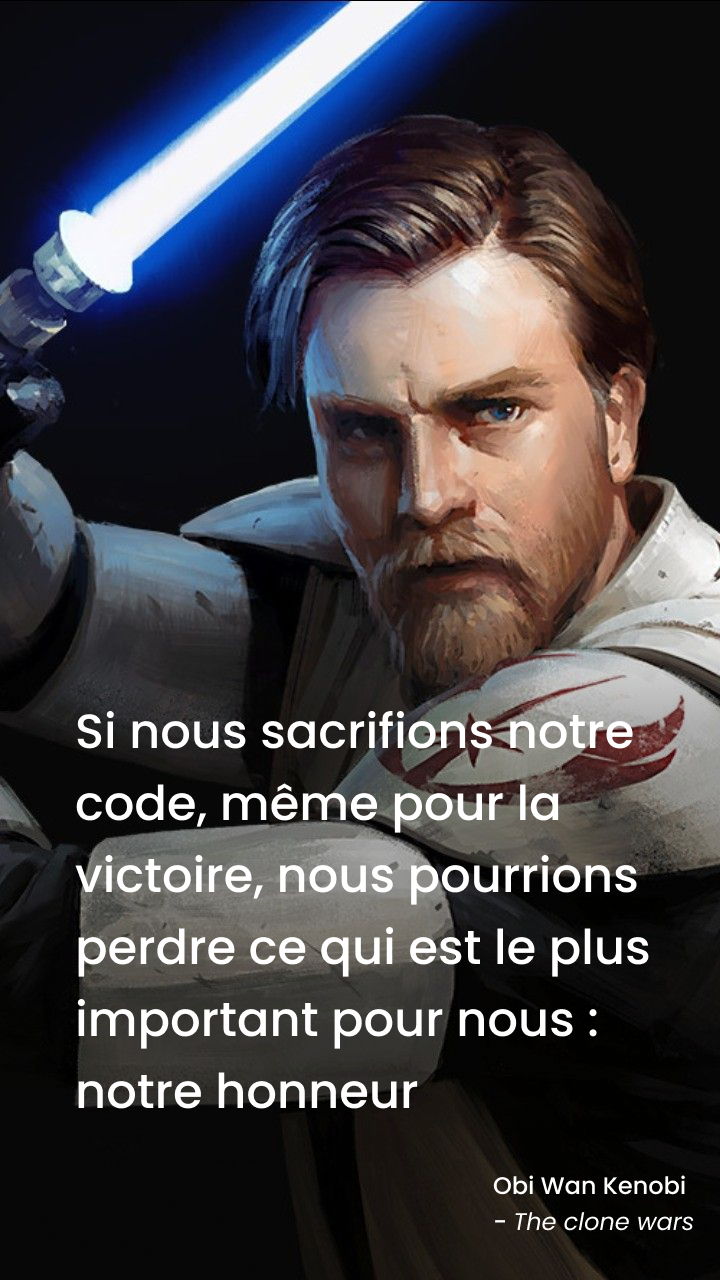 Si nous sacrifions notre
code, même pour la
victoire, nous pourrions
perdre ce qui est le plus
important pour nous :
notre honneur
Obi Wan Kenobi
- The clone wars